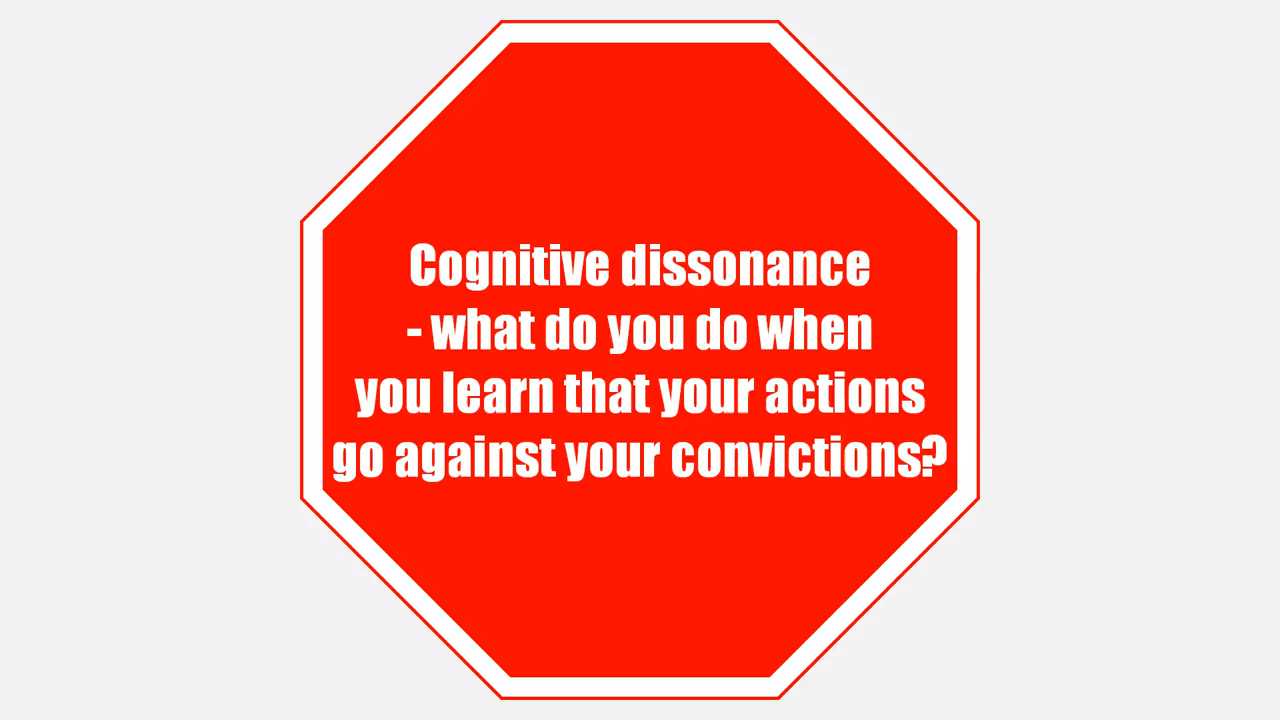 Cognitive dissonance
- what do you do when
you learn that your actions
go against your convictions?